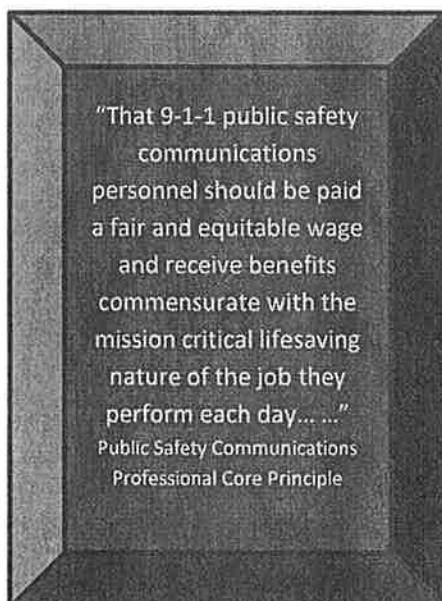 “That 9-1-1 public safety
communications
personnel should be paid
a fair and equitable wage
and receive benefits
commensurate with the
mission critical lifesaving
nature of the job they
perform each day... ...”
Public Safety Communications
Professional Core Principle